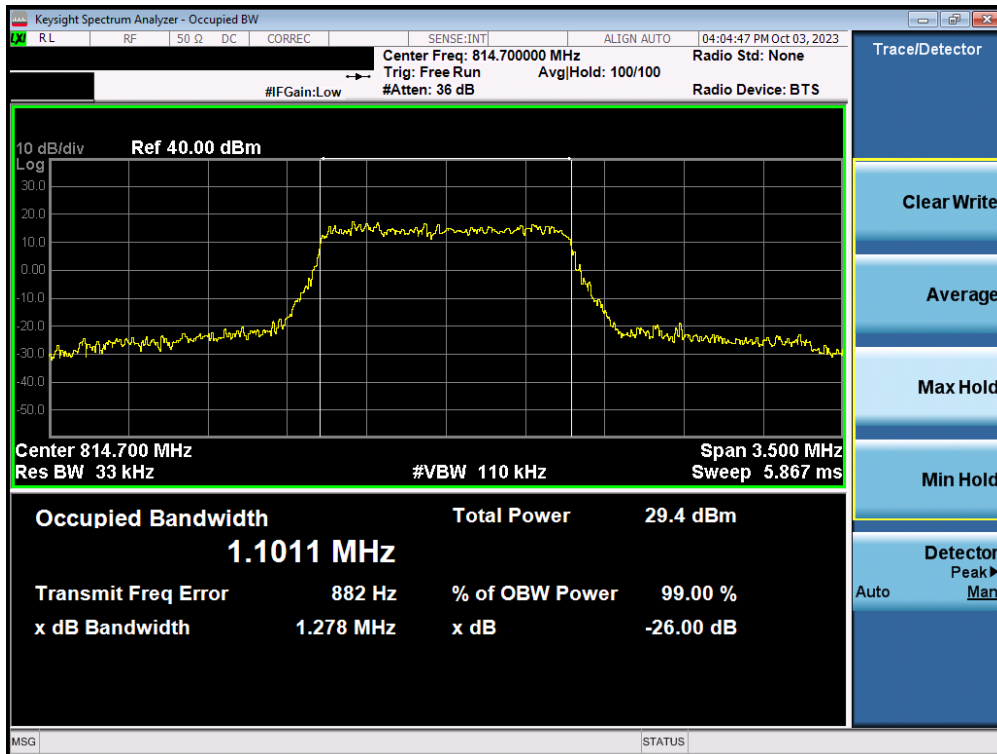 Keysight Spectrum Analyzer - Occupied BW
LXI RL RF 50 Ω DC CORREC SENSE:INT ALIGN AUTO 04:04:47 PM Oct 03, 2023
Center Freq: 814.700000 MHz Radio Std: None
Trig: Free Run Avg|Hold: 100/100
#IFGain:Low #Atten: 36 dB Radio Device: BTS
10 dB/div Ref 40.00 dBm
Log
30.0
20.0
10.0
0.00
-10.0
-20.0
-30.0
-40.0
-50.0
Center 814.700 MHz Span 3.500 MHz
Res BW 33 kHz #VBW 110 kHz Sweep 5.867 ms
Occupied Bandwidth Total Power 29.4 dBm
1.1011 MHz
Transmit Freq Error 882 Hz % of OBW Power 99.00 %
x dB Bandwidth 1.278 MHz x dB -26.00 dB
MSG STATUS
Trace/Detector
Clear Write
Average
Max Hold
Min Hold
Detector
Peak▶
Auto Man